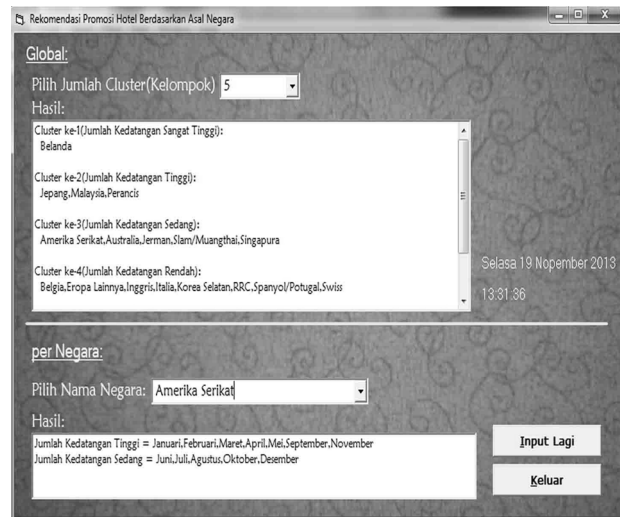 Rekomendasi Promosi Hotel Berdasarkan Asal Negara
Global:
Pilih Jumlah Cluster(Kelompok) 5
Hasil:
Cluster ke-1(Jumlah Kedatangan Sangat Tinggi):
Belanda
Cluster ke-2(Jumlah Kedatangan Tinggi):
Jepang,Malaysia,Perancis
Cluster ke-3(Jumlah Kedatangan Sedang):
Amerika Serikat,Australia,Jerman,Siam/Muangthai,Singapura
Cluster ke-4(Jumlah Kedatangan Rendah):
Belgia,Eropa Lainnya,Inggris,Italia,Korea Selatan,RRC,Spanyol/Potugal,Swiss
Selasa 19 Nopember 2013
13:31:36
per Negara:
Pilih Nama Negara: Amerika Serikat
Hasil:
Jumlah Kedatangan Tinggi = Januari,Februari,Maret,April,Mei,September,November
Jumlah Kedatangan Sedang = Juni,Juli,Agustus,Oktober,Desember
Input Lagi
Keluar